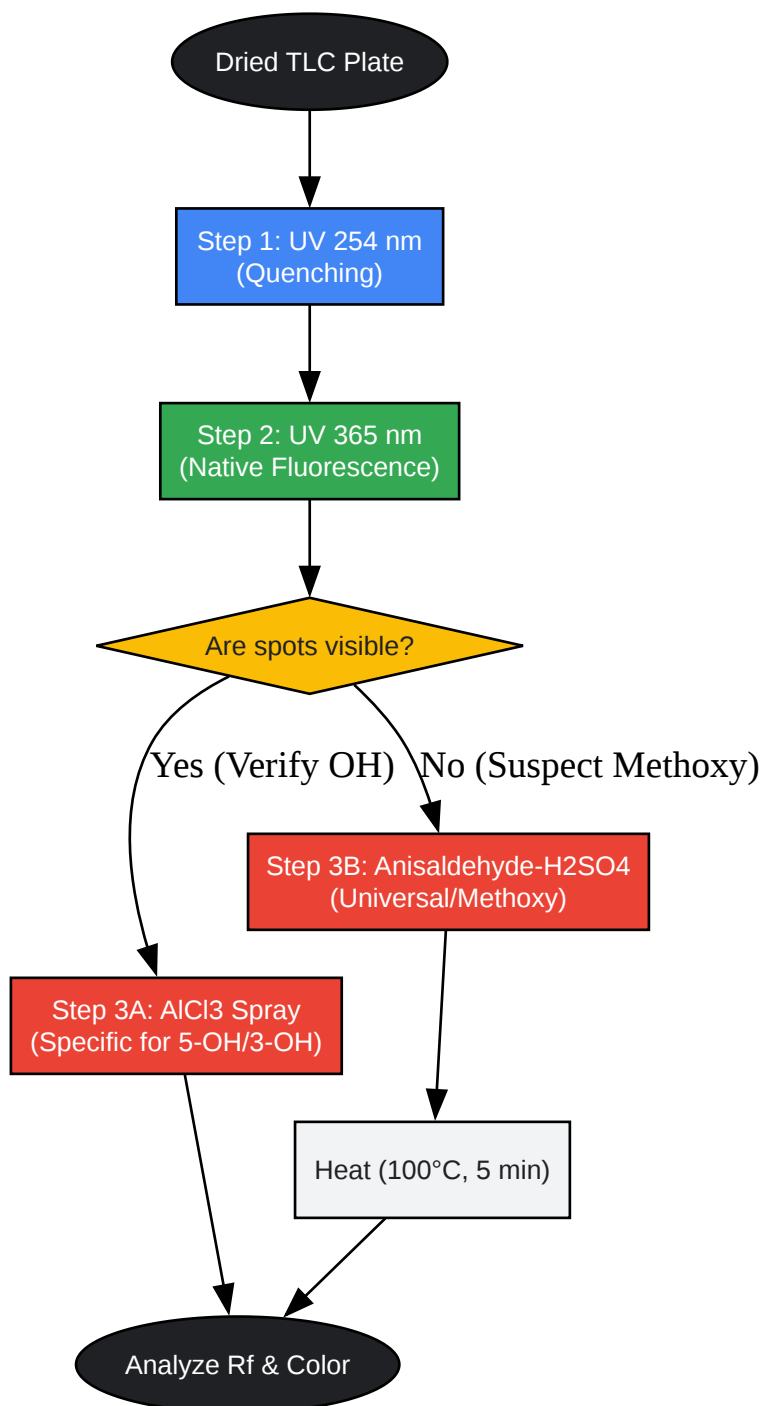 Dried TLC Plate
Step 1: UV 254 nm
(Quenching)
Step 2: UV 365 nm
(Native Fluorescence)
Are spots visible?
Yes (Verify OH)
No (Suspect Methoxy)
Step 3B: Anisaldehyde-H2SO4
(Universal/Methoxy)
Step 3A: AlCl3 Spray
(Specific for 5-OH/3-OH)
Heat (100°C, 5 min)
Analyze Rf & Color